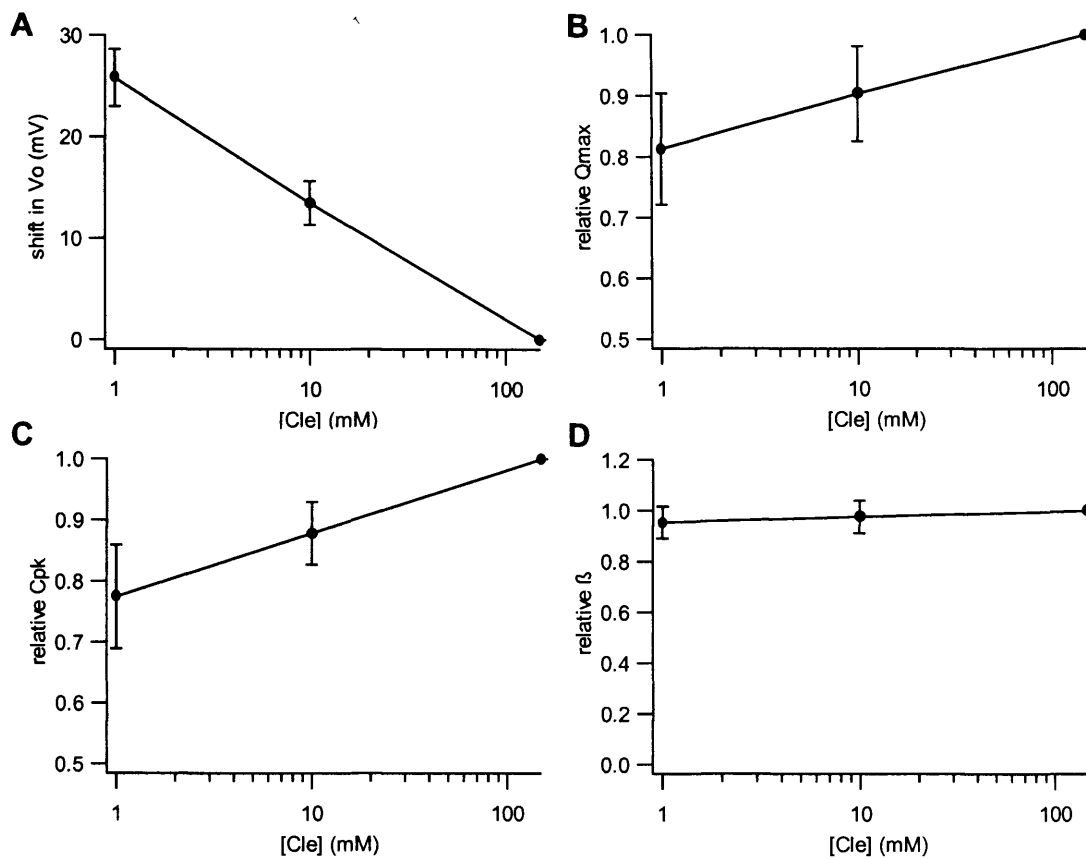 A
30
20
10
0
shift in Vo (mV)
1
10
100
[Cle] (mM)
B
1.0
0.9
0.8
0.7
0.6
0.5
relative Qmax
1
10
100
[Cle] (mM)
C
1.0
0.9
0.8
0.7
0.6
0.5
relative Cpk
1
10
100
[Cle] (mM)
D
1.2
1.0
0.8
0.6
0.4
0.2
0.0
relative ß
1
10
100
[Cle] (mM)